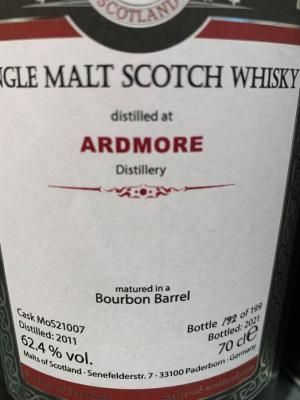 SCOTLAND
NGLE MALT SCOTCH WHISKY
distilled at
ARDMORE
Distillery
matured in a
Bourbon Barrel
Cask MoS21007
Distilled: 2011
62.4 % vol.
Bottle 192 of 199
Bottled: 2021
70 cl e
Malts of Scotland · Senefelderstr. 7 · 33100 Paderborn · Germany